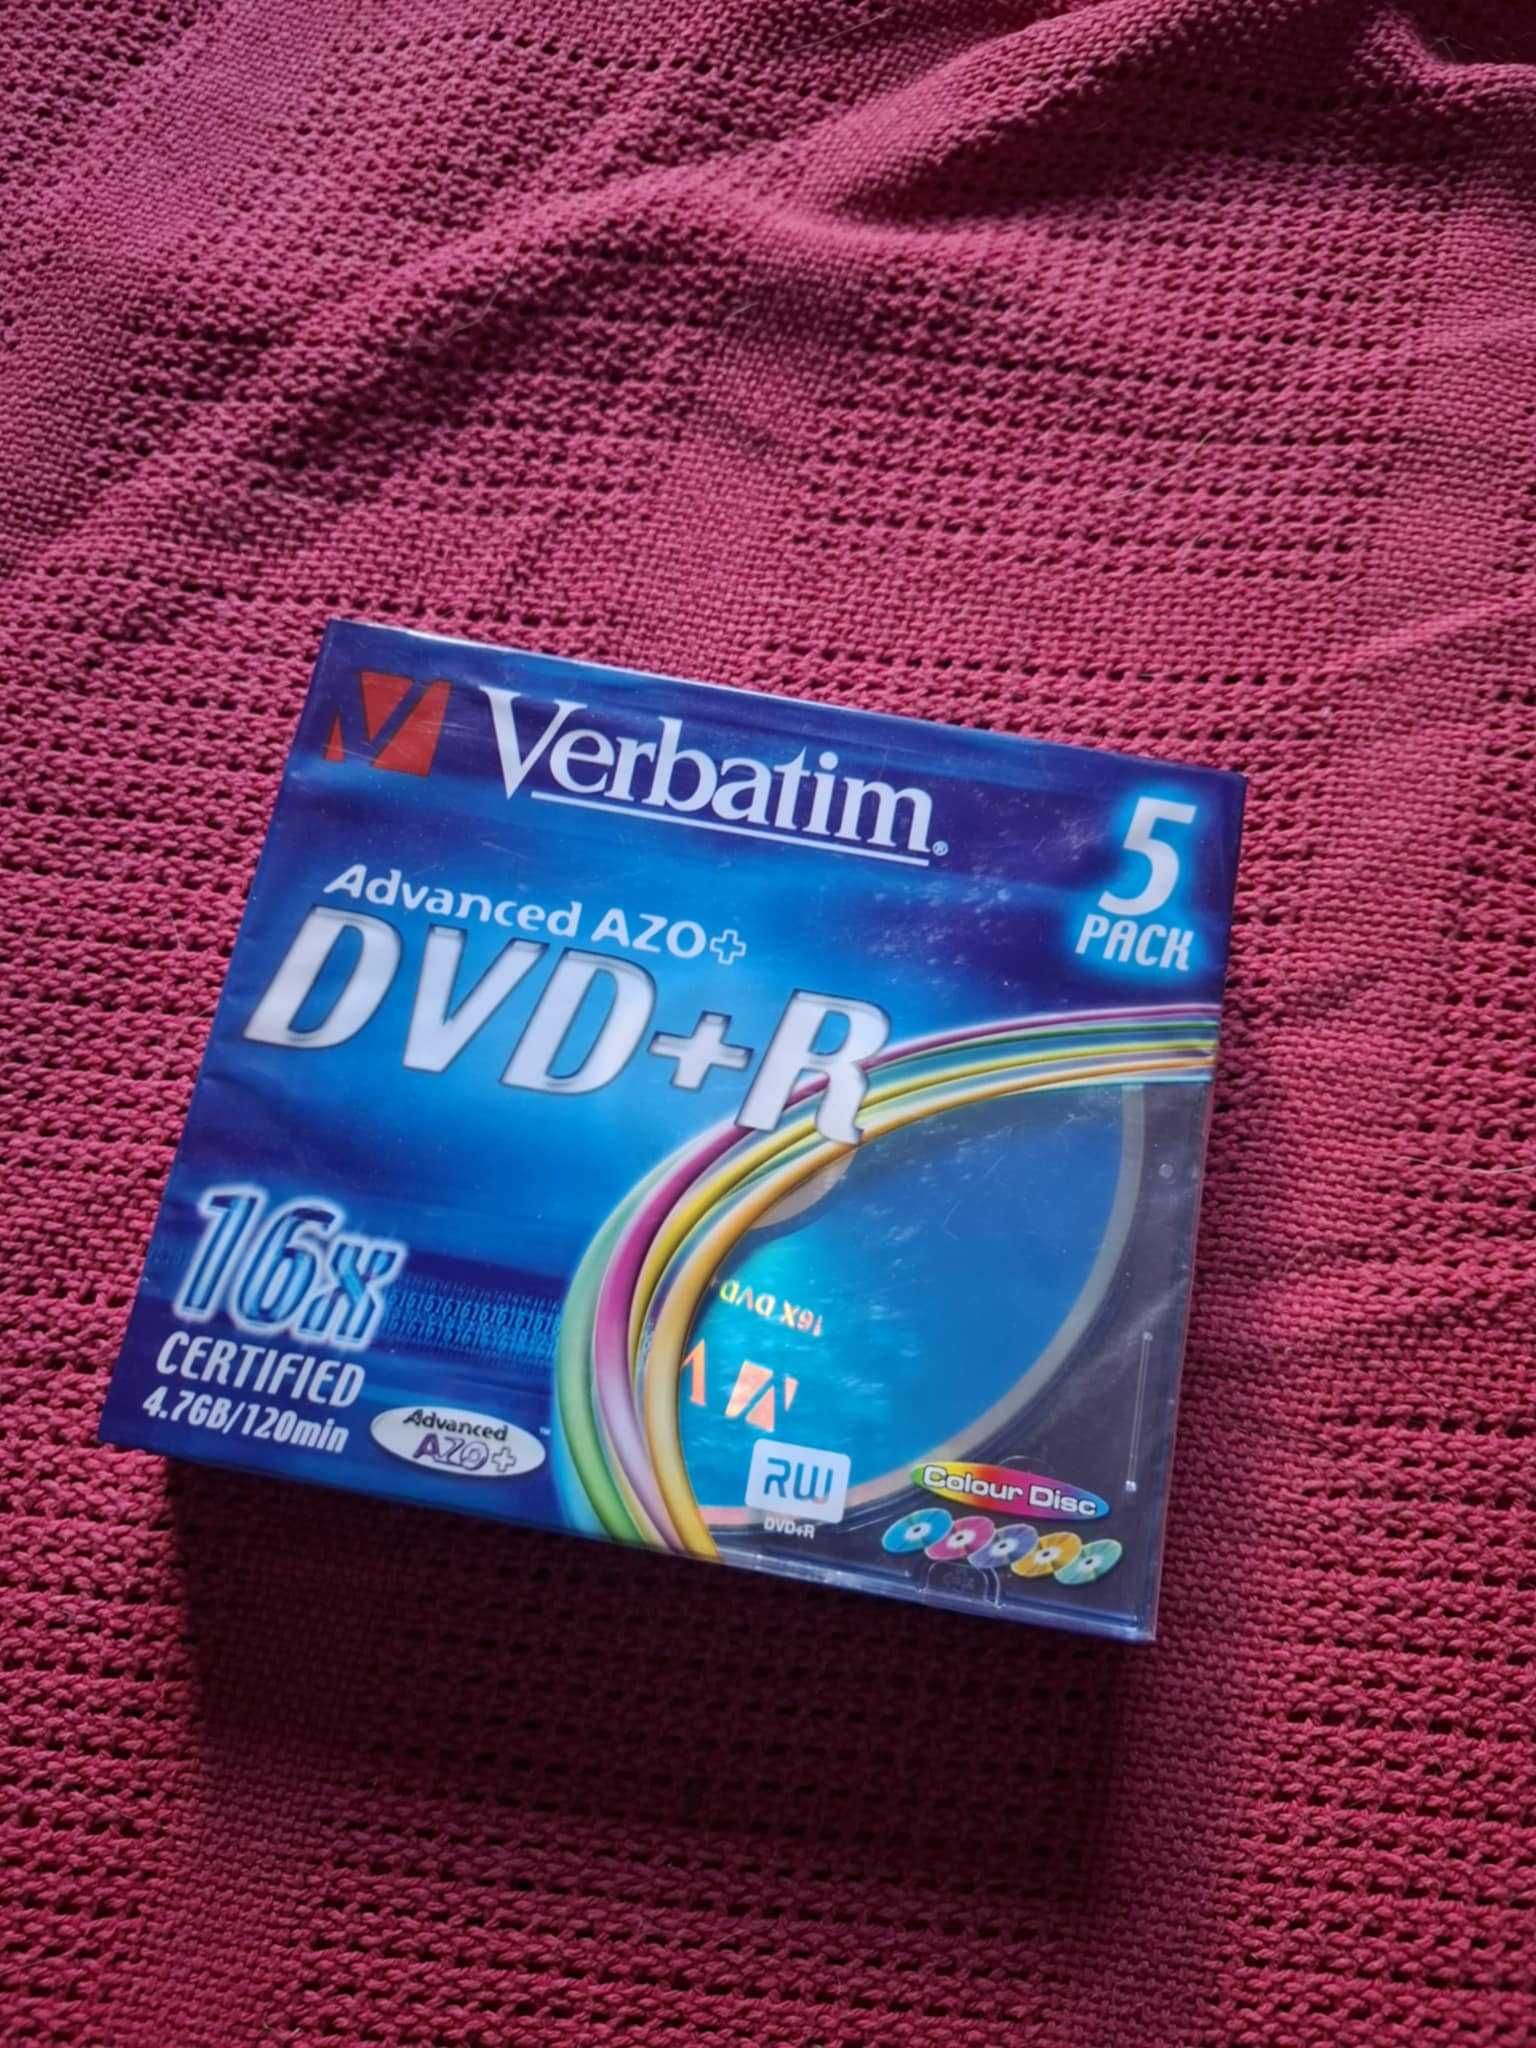 Verbatim®
5
PACK
Advanced AZO+
DVD+R
16x
CERTIFIED
4.7GB/120min
Advanced
AZO+
™
16X DVD
RW
DVD+R
Colour Disc